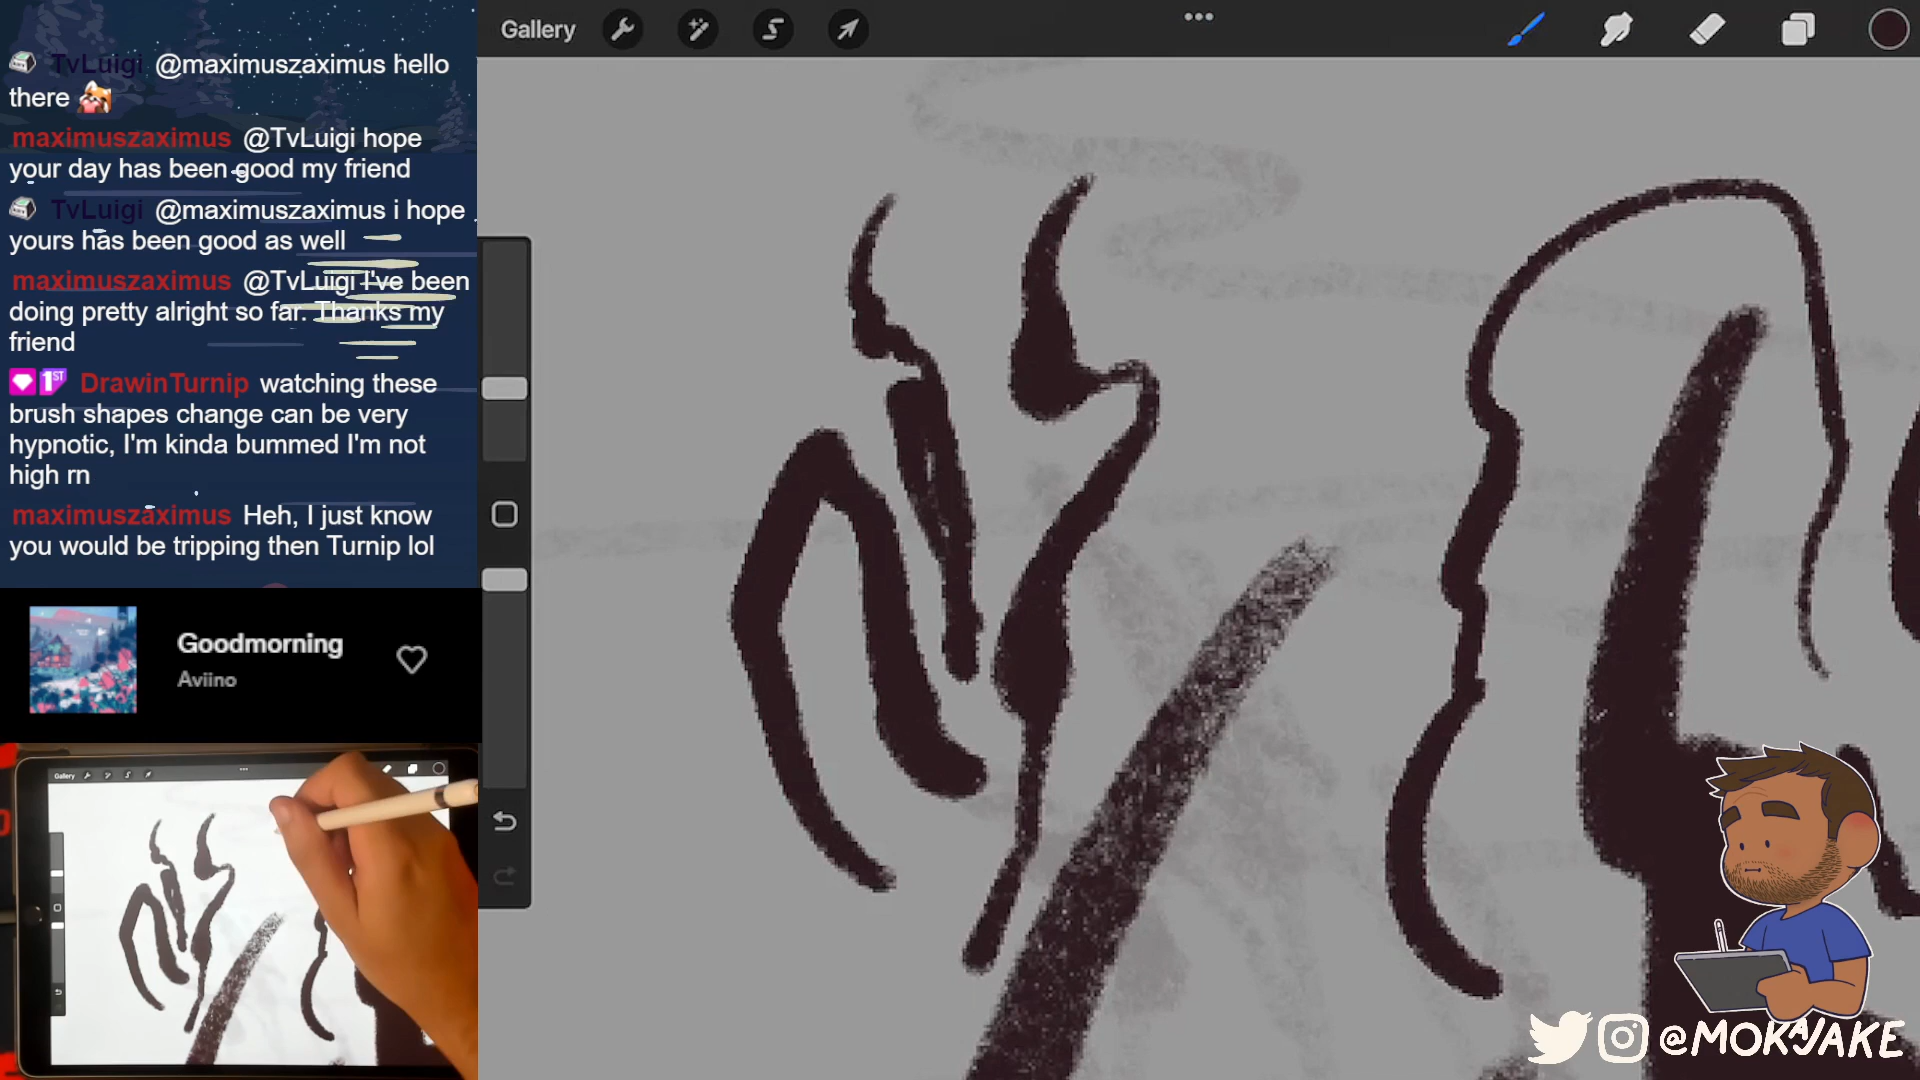 TvLuigi @maximuszaximus hello
there
maximuszaximus @TvLuigi hope
your day has been good my friend
TvLuigi @maximuszaximus i hope
yours has been good as well
maximuszaximus @TvLuigi I've been
doing pretty alright so far. Thanks my
friend
1ST DrawinTurnip watching these
brush shapes change can be very
hypnotic, I'm kinda bummed I'm not
high rn
maximuszaximus Heh, I just know
you would be tripping then Turnip lol
Goodmorning
Aviino
Gallery
Gallery
@MOKAJAKE